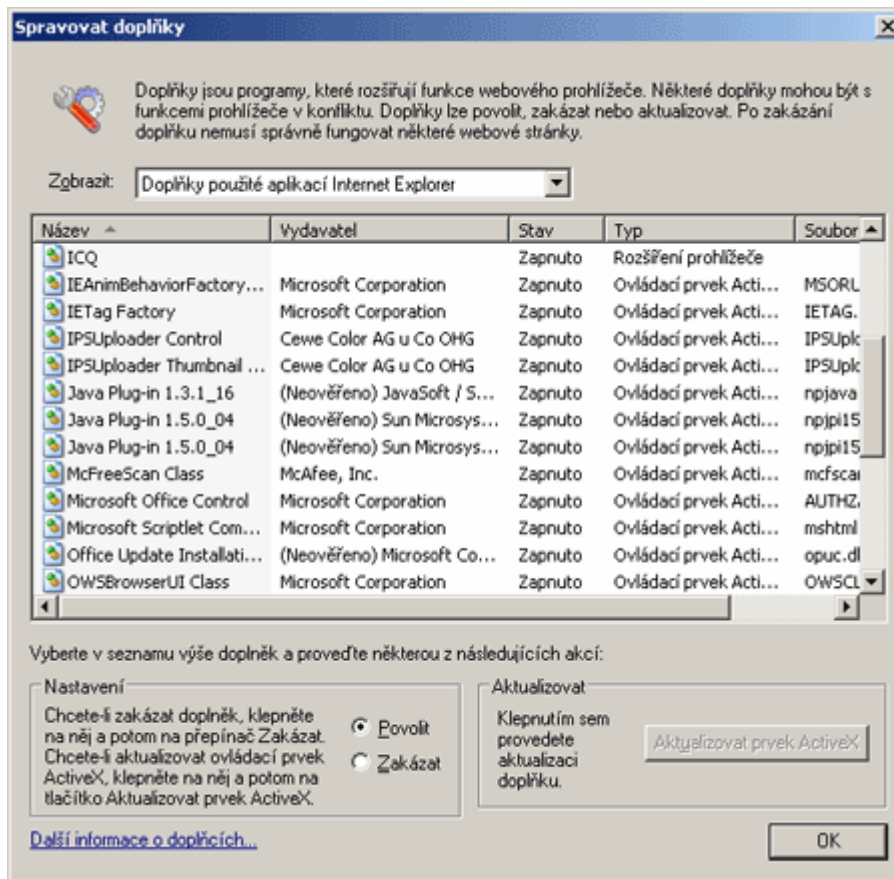 Spravovat doplňky
Doplňky jsou programy, které rozšiřují funkce webového prohlížeče. Některé doplňky mohou být s
funkcemi prohlížeče v konfliktu. Doplňky lze povolit, zakázat nebo aktualizovat. Po zakázání
doplňku nemusí správně fungovat některé webové stránky.
Zobrazit: Doplňky použité aplikací Internet Explorer
Název Vydavatel Stav Typ Soubor
ICQ Zapnuto Rozšíření prohlížeče
IEAnimBehaviorFactory... Microsoft Corporation Zapnuto Ovládací prvek Acti... MSORU
IETag Factory Microsoft Corporation Zapnuto Ovládací prvek Acti... IETAG.
IPSUploader Control Cewe Color AG u Co OHG Zapnuto Ovládací prvek Acti... IPSUplo
IPSUploader Thumbnail ... Cewe Color AG u Co OHG Zapnuto Ovládací prvek Acti... IPSUplo
Java Plug-in 1.3.1_16 (Neověřeno) JavaSoft / S... Zapnuto Ovládací prvek Acti... npjava
Java Plug-in 1.5.0_04 (Neověřeno) Sun Microsys... Zapnuto Ovládací prvek Acti... npjpi15
Java Plug-in 1.5.0_04 (Neověřeno) Sun Microsys... Zapnuto Ovládací prvek Acti... npjpi15
McFreeScan Class McAfee, Inc. Zapnuto Ovládací prvek Acti... mcfscan
Microsoft Office Control Microsoft Corporation Zapnuto Ovládací prvek Acti... AUTHZ
Microsoft Scriptlet Com... Microsoft Corporation Zapnuto Ovládací prvek Acti... mshtml
Office Update Installati... (Neověřeno) Microsoft Co... Zapnuto Ovládací prvek Acti... opuc.dl
OWSBrowserUI Class Microsoft Corporation Zapnuto Ovládací prvek Acti... OWSCL
Vyberte v seznamu výše doplněk a proveďte některou z následujících akcí:
Nastavení
Chcete-li zakázat doplněk, klepněte
na něj a potom na přepínač Zakázat.
Chcete-li aktualizovat ovládací prvek
ActiveX, klepněte na něj a potom na
tlačítko Aktualizovat prvek ActiveX.
Povolit
Zakázat
Aktualizovat
Klepnutím sem
provedete
aktualizaci
doplňku.
Aktualizovat prvek ActiveX
Další informace o doplňcích...
OK